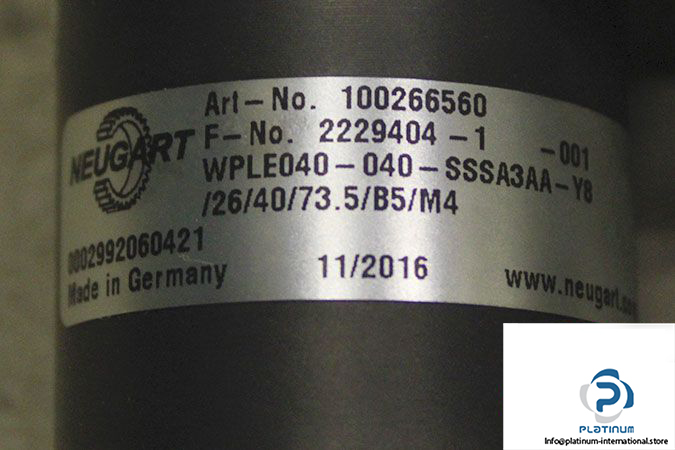 NEUGART
Art-No. 100266560
F-No. 2229404-1 -001
WPLE040-040-SSSA3AA-Y8
/26/40/73.5/B5/M4
0002992060421
Made in Germany 11/2016 www.neugart.com
PLATINUM
Info@platinum-international.store